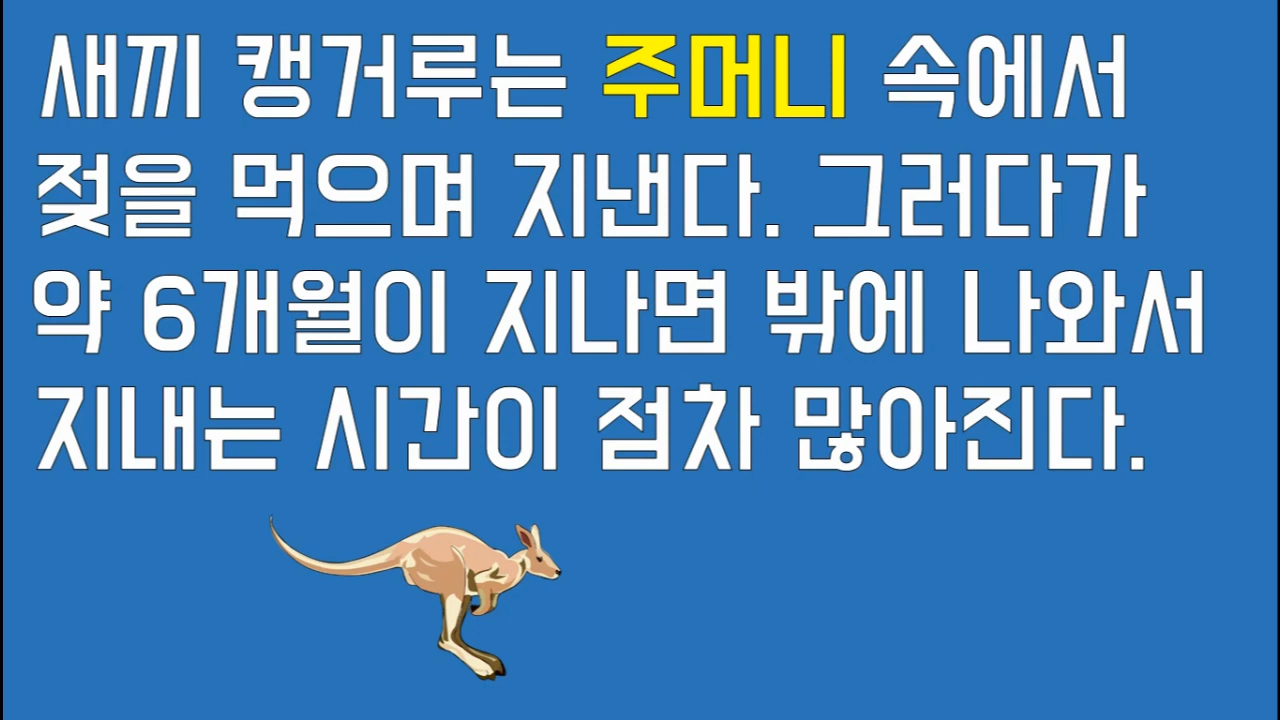 새끼 캥거루는 주머니 속에서
젖을 먹으며 지낸다. 그러다가
약 6개월이 지나면 밖에 나와서
지내는 시간이 점차 많아진다.